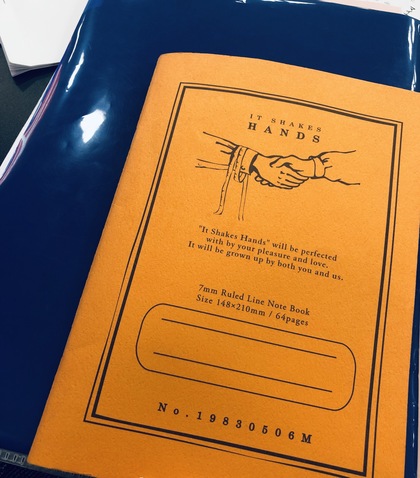 IT SHAKES
HANDS
"It Shakes Hands" will be perfected
with by your pleasure and love.
It will be grown up by both you and us.
7mm Ruled Line Note Book
Size 148×210mm / 64pages
No.19830506M